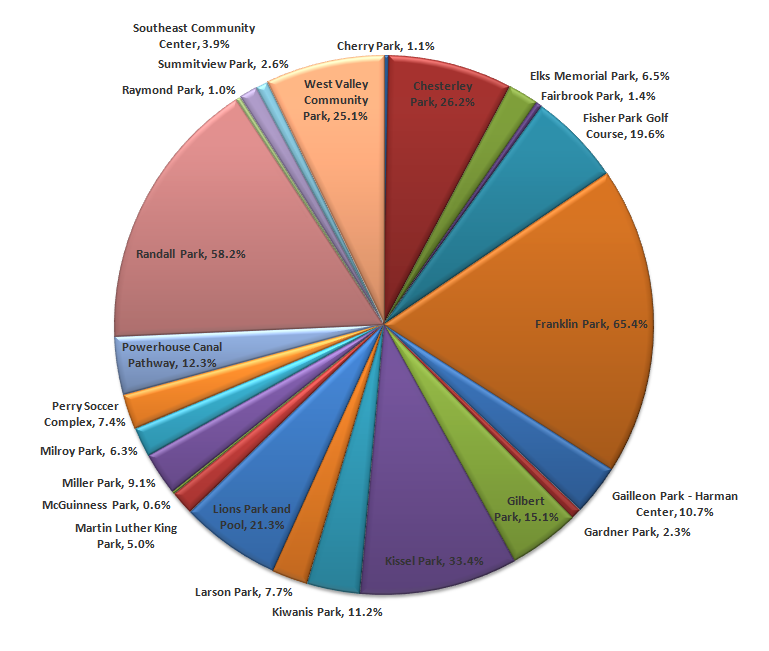 Cherry Park, 1.1%
Chesterley
Park, 26.2%
Elks Memorial Park, 6.5%
Fairbrook Park, 1.4%
Fisher Park Golf
Course, 19.6%
Franklin Park, 65.4%
Gailleon Park - Harman
Center, 10.7%
Gardner Park, 2.3%
Gilbert
Park, 15.1%
Kissel Park, 33.4%
Kiwanis Park, 11.2%
Larson Park, 7.7%
Lions Park and
Pool, 21.3%
Martin Luther King
Park, 5.0%
McGuinness Park, 0.6%
Miller Park, 9.1%
Milroy Park, 6.3%
Perry Soccer
Complex, 7.4%
Powerhouse Canal
Pathway, 12.3%
Randall Park, 58.2%
Raymond Park, 1.0%
Southeast Community
Center, 3.9%
Summitview Park, 2.6%
West Valley
Community
Park, 25.1%